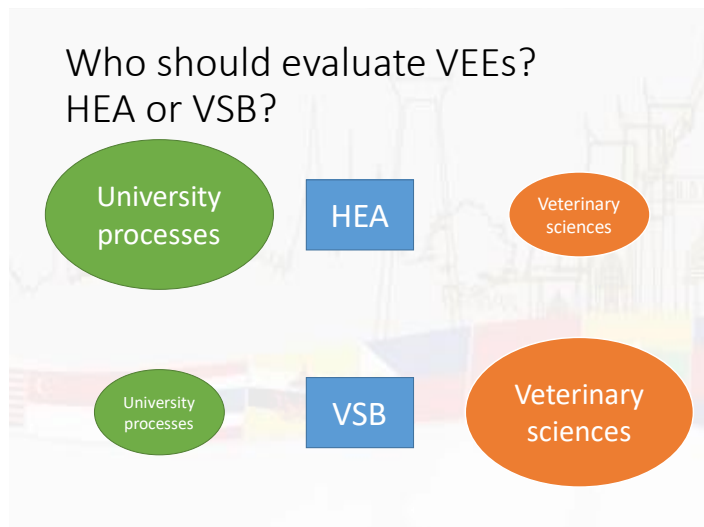 Who should evaluate VEEs?
HEA or VSB?
University
processes
HEA
Veterinary
sciences
University
processes
VSB
Veterinary
sciences